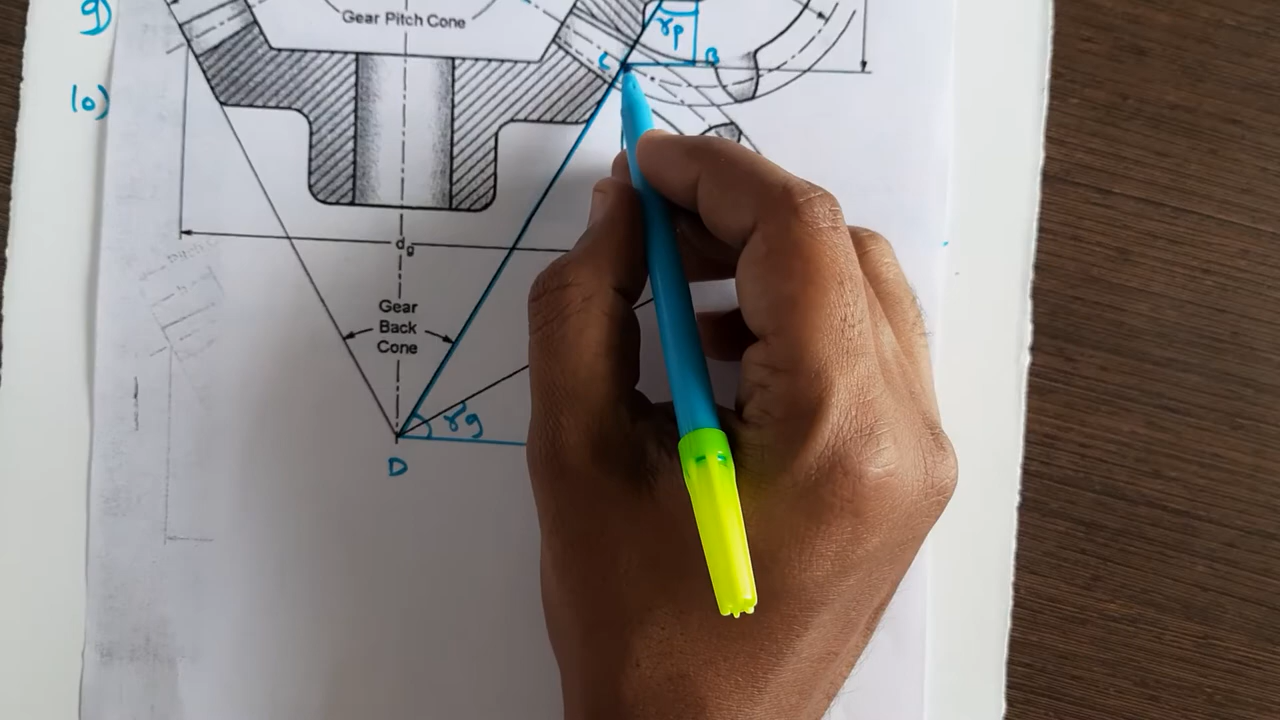 9)
Gear Pitch Cone
γp
C B
10)
dg
Gear
Back
Cone
γg
D